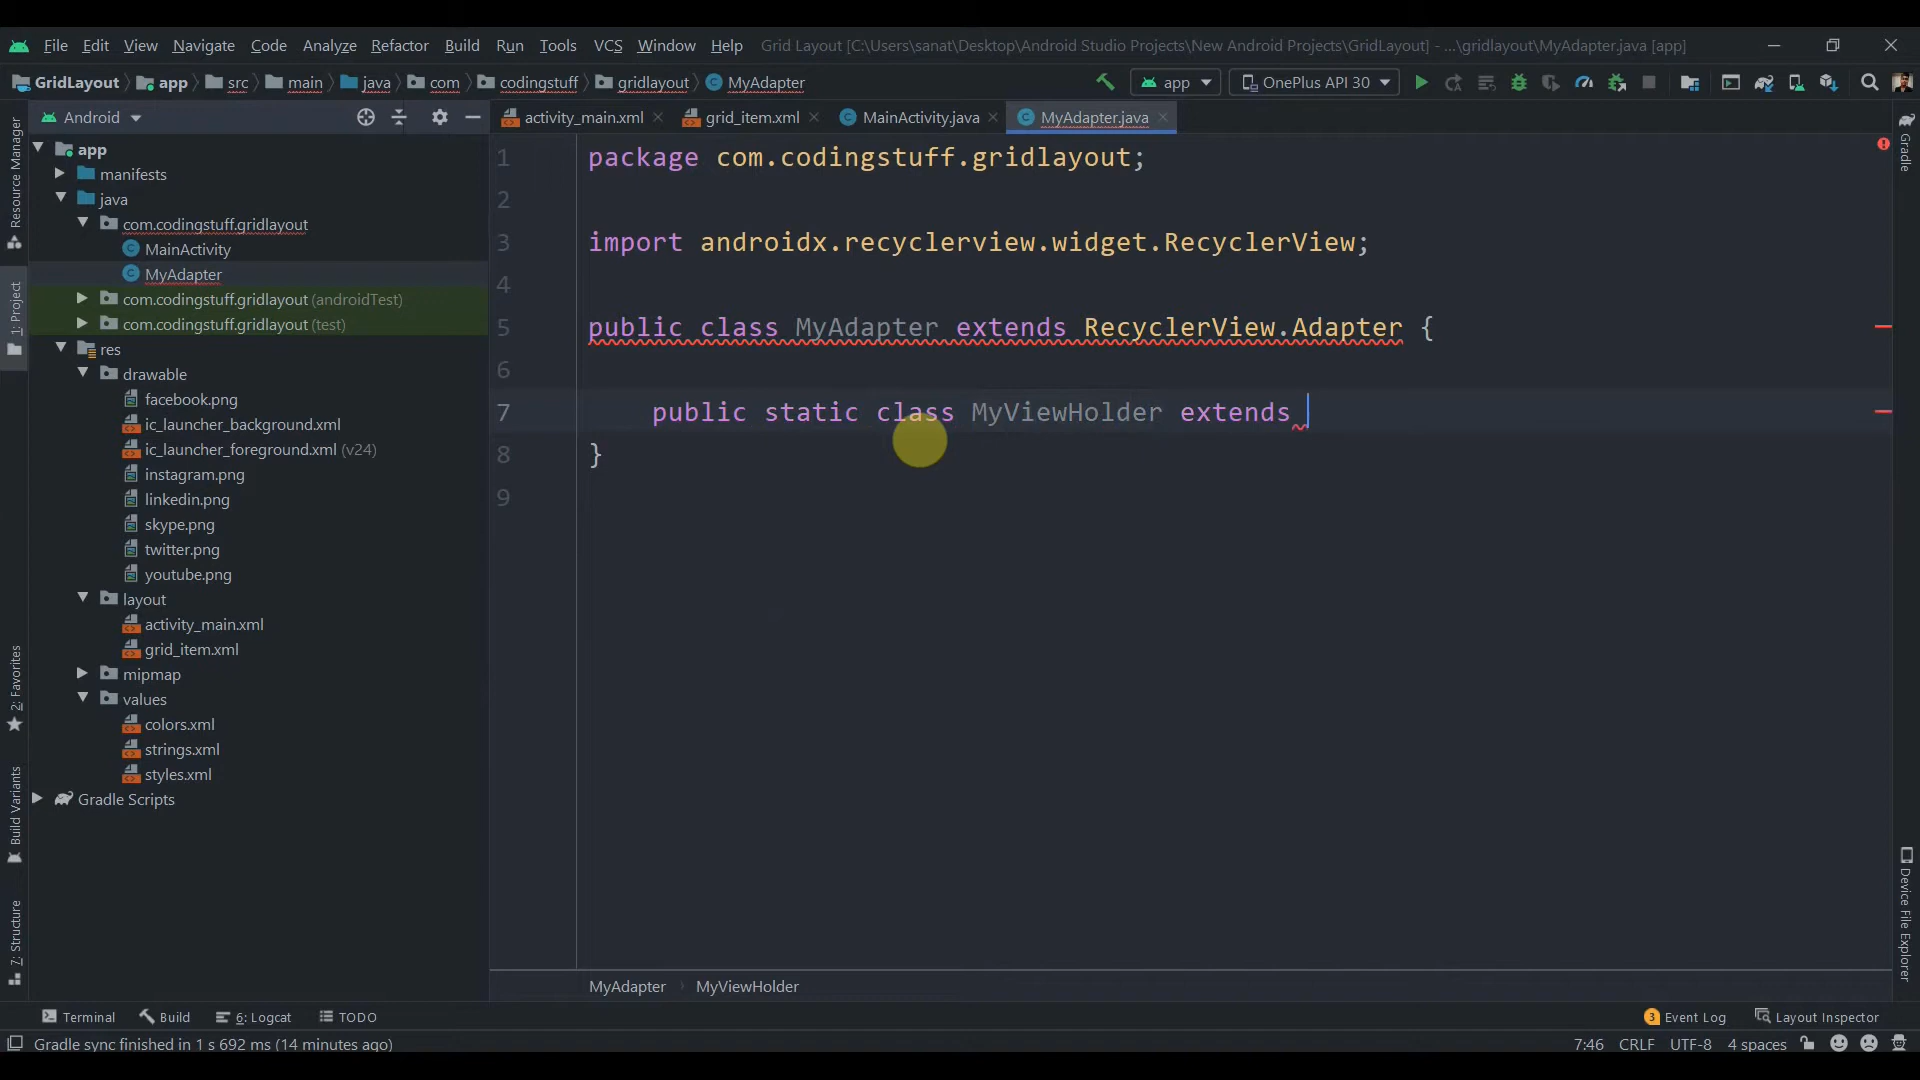 File Edit View Navigate Code Analyze Refactor Build Run Tools VCS Window Help Grid Layout [C:\Users\sanat\Desktop\Android Studio Projects\New Android Projects\GridLayout] - ...\gridlayout\MyAdapter.java [app]
GridLayout app src main java com codingstuff gridlayout MyAdapter app OnePlus API 30
Android
activity_main.xml grid_item.xml MainActivity.java MyAdapter.java
Resource Manager
1: Project
2: Favorites
Build Variants
7: Structure
app
manifests
java
com.codingstuff.gridlayout
MainActivity
MyAdapter
com.codingstuff.gridlayout (androidTest)
com.codingstuff.gridlayout (test)
res
drawable
facebook.png
ic_launcher_background.xml
ic_launcher_foreground.xml (v24)
instagram.png
linkedin.png
skype.png
twitter.png
youtube.png
layout
activity_main.xml
grid_item.xml
mipmap
values
colors.xml
strings.xml
styles.xml
Gradle Scripts
1 package com.codingstuff.gridlayout;
2
3 import androidx.recyclerview.widget.RecyclerView;
4
5 public class MyAdapter extends RecyclerView.Adapter {
6
7 public static class MyViewHolder extends
8 }
9
Gradle
Device File Explorer
MyAdapter MyViewHolder
Terminal Build 6: Logcat TODO 3 Event Log Layout Inspector
Gradle sync finished in 1 s 692 ms (14 minutes ago) 7:46 CRLF UTF-8 4 spaces